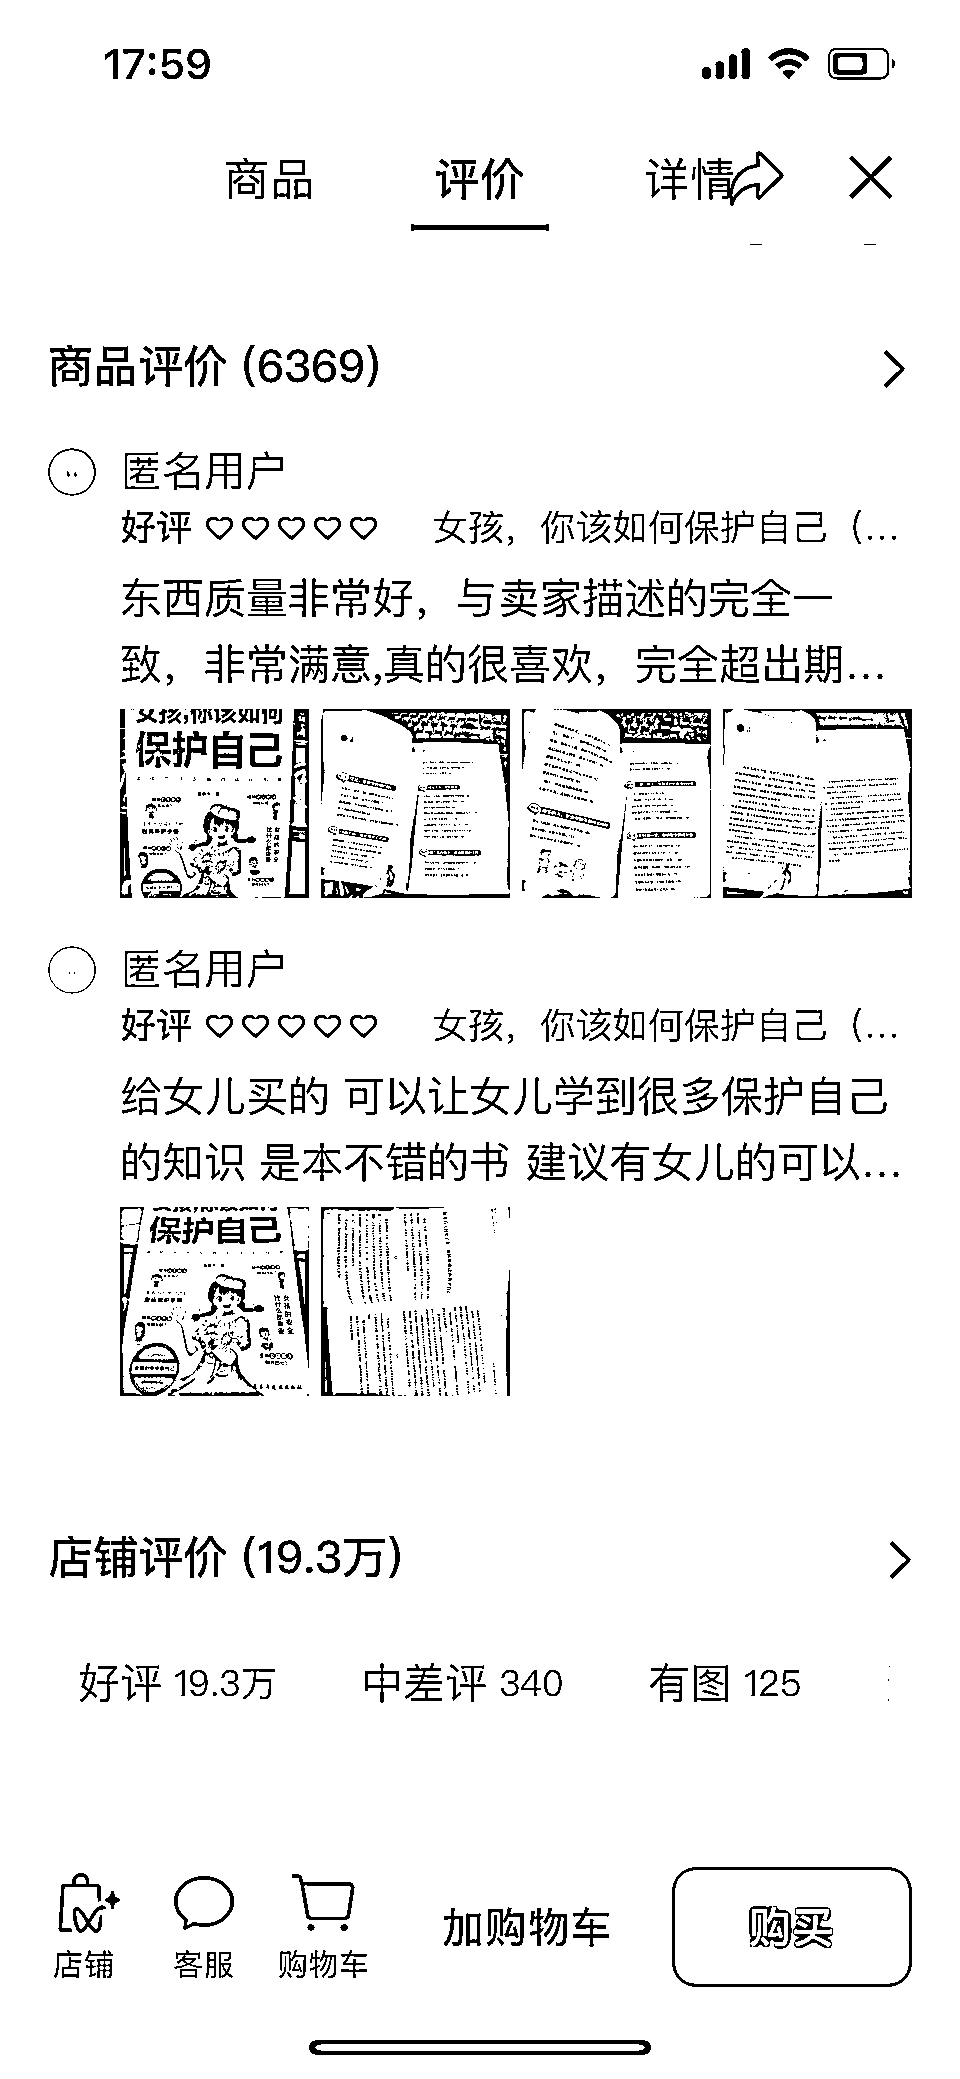 17:59
商品 评价 详情
商品评价 (6369)
匿名用户
好评 女孩，你该如何保护自己（...
东西质量非常好，与卖家描述的完全一
致，非常满意,真的很喜欢，完全超出期...
女孩,你该如何
保护自己
匿名用户
好评 女孩，你该如何保护自己（...
给女儿买的 可以让女儿学到很多保护自己
的知识 是本不错的书 建议有女儿的可以...
保护自己
店铺评价 (19.3万)
好评 19.3万 中差评 340 有图 125
店铺 客服 购物车 加购物车 购买